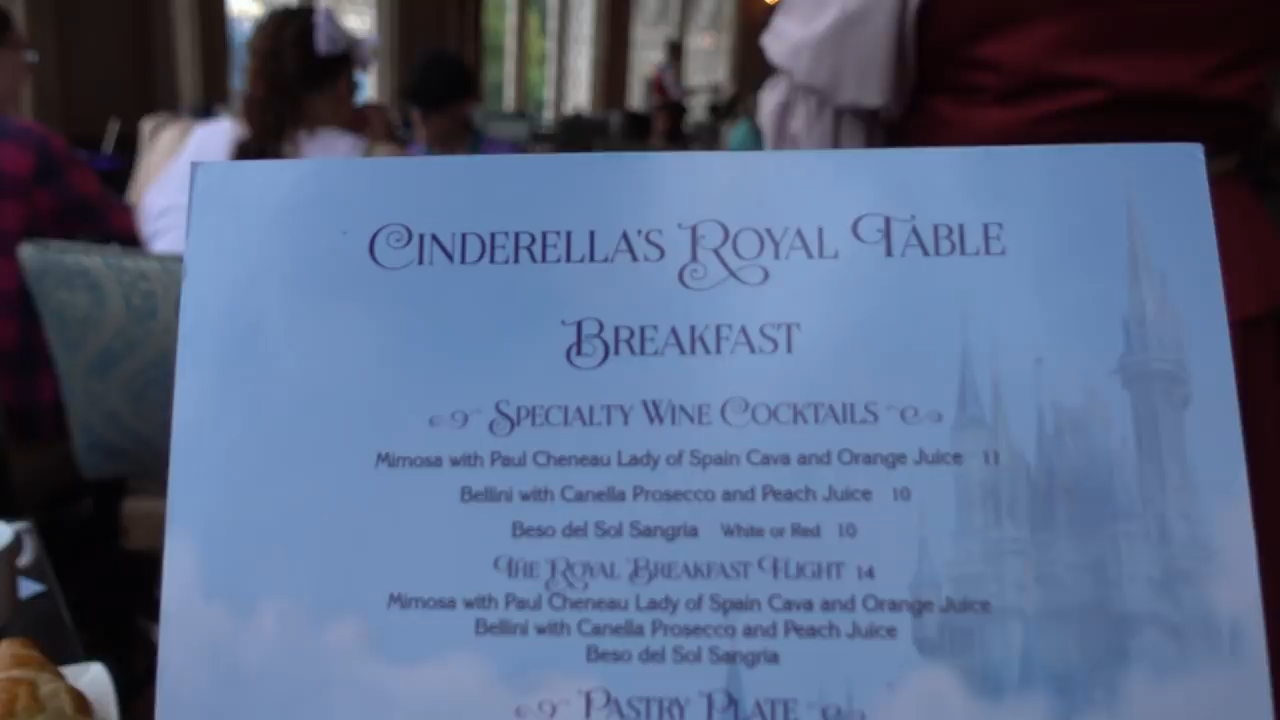 CINDERELLA'S ROYAL TABLE
BREAKFAST
SPECIALTY WINE COCKTAILS
Mimosa with Paul Cheneau Lady of Spain Cava and Orange Juice 11
Bellini with Canella Prosecco and Peach Juice 10
Beso del Sol Sangria White or Red 10
THE ROYAL BREAKFAST FLIGHT 14
Mimosa with Paul Cheneau Lady of Spain Cava and Orange Juice
Bellini with Canella Prosecco and Peach Juice
Beso del Sol Sangria
PASTRY PLATE